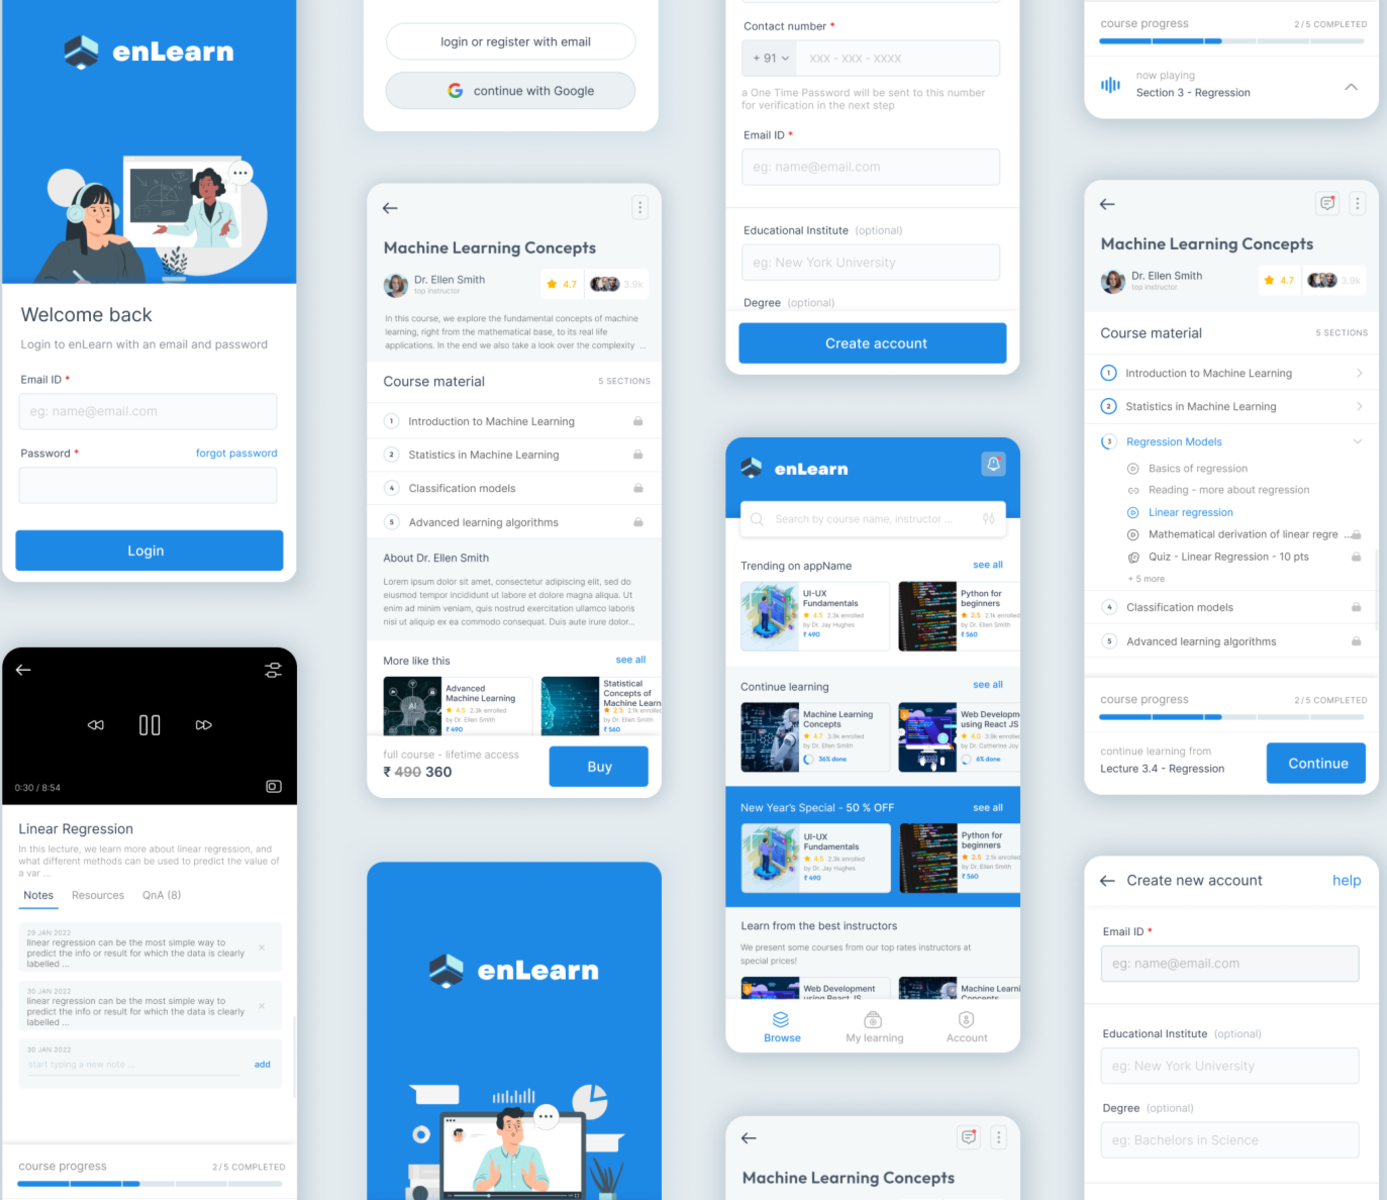 enLearn
Welcome back
Login to enLearn with an email and password
Email ID *
eg: name@email.com
Password *
forgot password
Login
0:30 / 8:54
Linear Regression
In this lecture, we learn more about linear regression, and
what different methods can be used to predict the value of
a var ...
Notes
Resources
QnA (8)
29 JAN 2022
linear regression can be the most simple way to
predict the info or result for which the data is clearly
labelled ...
30 JAN 2022
linear regression can be the most simple way to
predict the info or result for which the data is clearly
labelled ...
30 JAN 2022
start typing a new note ...
add
course progress
2/5 COMPLETED
login or register with email
continue with Google
Machine Learning Concepts
Dr. Ellen Smith
top instructor
4.7
3.9k
In this course, we explore the fundamental concepts of machine
learning, right from the mathematical base, to its real life
applications. In the end we also take a look over the complexity ...
Course material
5 SECTIONS
1 Introduction to Machine Learning
2 Statistics in Machine Learning
4 Classification models
5 Advanced learning algorithms
About Dr. Ellen Smith
Lorem ipsum dolor sit amet, consectetur adipiscing elit, sed do
eiusmod tempor incididunt ut labore et dolore magna aliqua. Ut
enim ad minim veniam, quis nostrud exercitation ullamco laboris
nisi ut aliquip ex ea commodo consequat. Duis aute irure dolor...
More like this
see all
AI
Advanced
Machine Learning
4.5 2.3k enrolled
by Dr. Ellen Smith
₹ 490
Statistical
Concepts of
Machine Learn
2.5 2.1k enrolled
by Dr. Ellen Smith
₹ 560
full course - lifetime access
₹ 490 360
Buy
enLearn
Contact number *
+ 91
XXX - XXX - XXXX
a One Time Password will be sent to this number
for verification in the next step
Email ID *
eg: name@email.com
Educational Institute (optional)
eg: New York University
Degree (optional)
Create account
enLearn
Search by course name, instructor ...
Trending on appName
see all
UI-UX
Fundamentals
4.5 2.3k enrolled
by Dr. Jay Hughes
₹ 490
Python for
beginners
2.5 2.1k enrolled
by Dr. Ellen Smith
₹ 560
Continue learning
see all
Machine Learning
Concepts
4.7 3.9k enrolled
by Dr. Ellen Smith
36% done
Web Developm
using React JS
4.0 3.9k enrolled
by Dr. Catherine Jay
6% done
New Year's Special - 50 % OFF
see all
UI-UX
Fundamentals
4.5 2.3k enrolled
by Dr. Jay Hughes
₹ 490
Python for
beginners
2.5 2.1k enrolled
by Dr. Ellen Smith
₹ 560
Learn from the best instructors
We present some courses from our top rates instructors at
special prices!
Web Development
using React JS
Machine Learni
Concepts
Browse
My learning
Account
Machine Learning Concepts
course progress
2/5 COMPLETED
now playing
Section 3 - Regression
Machine Learning Concepts
Dr. Ellen Smith
top instructor
4.7
3.9k
Course material
5 SECTIONS
1 Introduction to Machine Learning
2 Statistics in Machine Learning
3 Regression Models
Basics of regression
Reading - more about regression
Linear regression
Mathematical derivation of linear regre ...
Quiz - Linear Regression - 10 pts
+ 5 more
4 Classification models
5 Advanced learning algorithms
course progress
2/5 COMPLETED
continue learning from
Lecture 3.4 - Regression
Continue
Create new account
help
Email ID *
eg: name@email.com
Educational Institute (optional)
eg: New York University
Degree (optional)
eg: Bachelors in Science